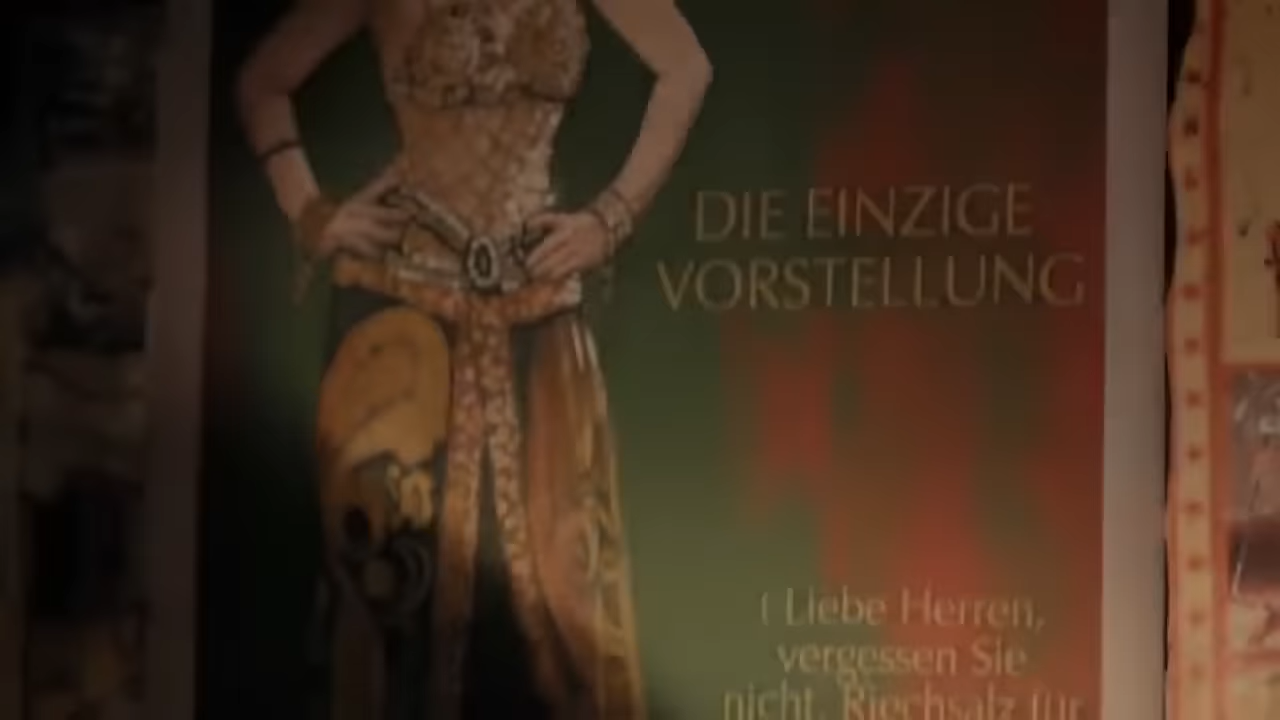 DIE EINZIGE
VORSTELLUNG
( Liebe Herren,
vergessen Sie
nicht, Riechsalz für